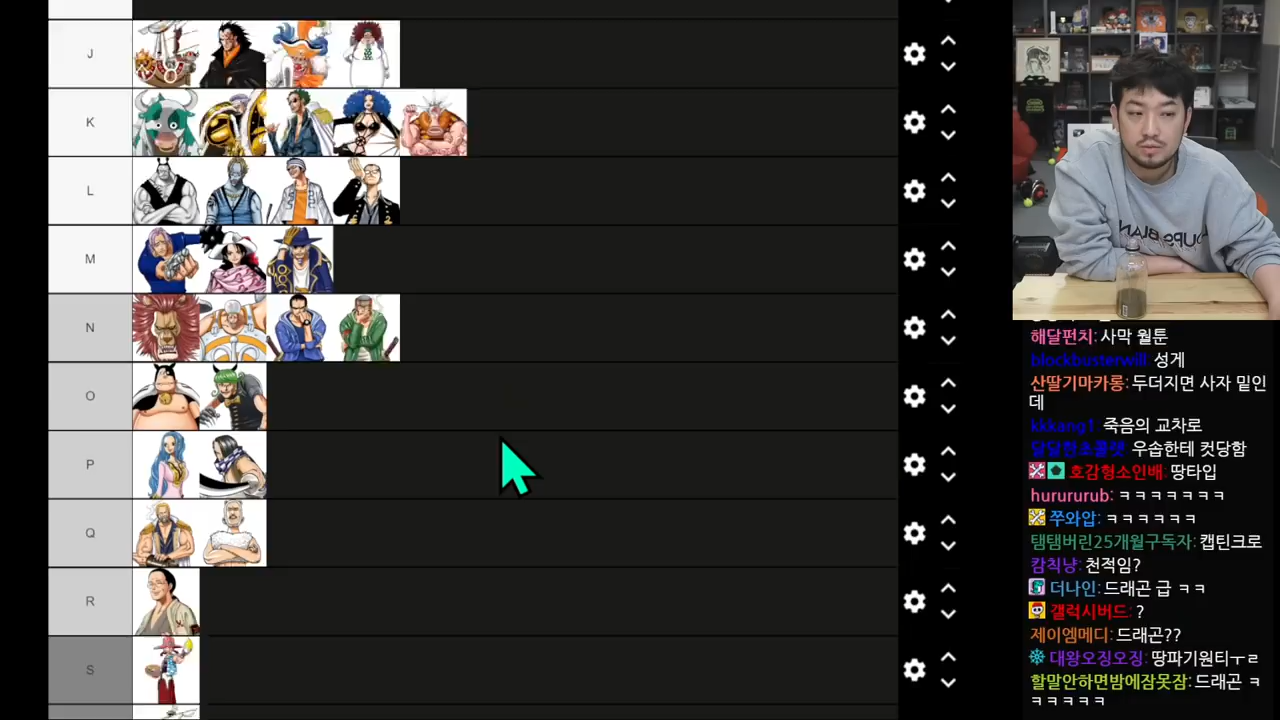 J
K
L
M
N
O
P
Q
R
S
해달펀치: 사막 월툰
blockbusterwill: 성게
산딸기마카롱: 두더지면 사자 밑인
데
kkkang1: 죽음의 교차로
달달한초콜렛: 우솝한테 컷당함
호감형소인배: 땅타입
hurururub: ㅋㅋㅋㅋㅋㅋㅋ
쭈와압: ㅋㅋㅋㅋㅋㅋ
탬탬버린25개월구독자: 캡틴크로
캄칙냥: 천적임?
더나인: 드래곤 급 ㅋㅋ
갤럭시버드: ?
제이엠메디: 드래곤??
대왕오징오징: 땅파기원티ㅜㄹ
할말안하면밤에잠못잠: 드래곤 ㅋ
ㅋㅋㅋㅋㅋ